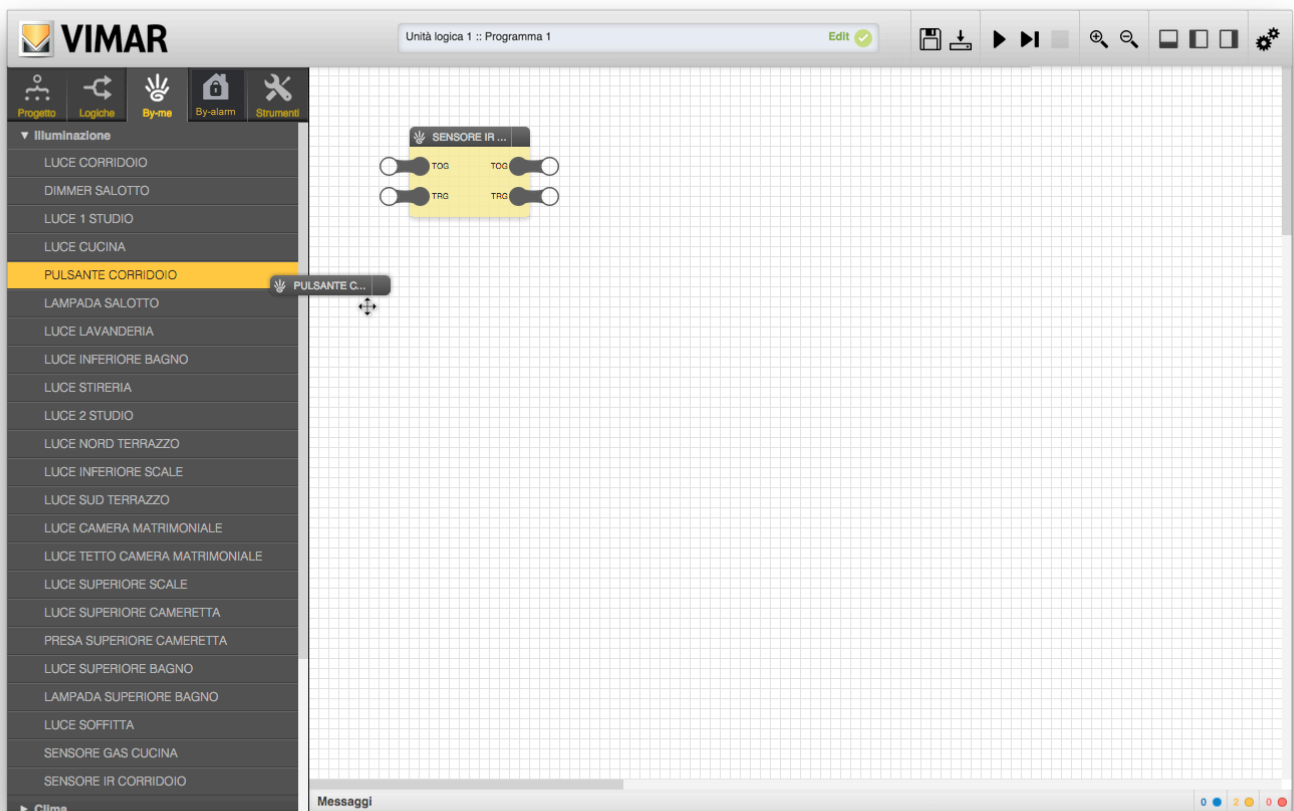 VIMAR
Unità logica 1 :: Programma 1
Edit
Progetto
Logiche
By-me
By-alarm
Strumenti
▼ Illuminazione
LUCE CORRIDOIO
DIMMER SALOTTO
LUCE 1 STUDIO
LUCE CUCINA
PULSANTE CORRIDOIO
LAMPADA SALOTTO
LUCE LAVANDERIA
LUCE INFERIORE BAGNO
LUCE STIRERIA
LUCE 2 STUDIO
LUCE NORD TERRAZZO
LUCE INFERIORE SCALE
LUCE SUD TERRAZZO
LUCE CAMERA MATRIMONIALE
LUCE TETTO CAMERA MATRIMONIALE
LUCE SUPERIORE SCALE
LUCE SUPERIORE CAMERETTA
PRESA SUPERIORE CAMERETTA
LUCE SUPERIORE BAGNO
LAMPADA SUPERIORE BAGNO
LUCE SOFFITTA
SENSORE GAS CUCINA
SENSORE IR CORRIDOIO
► Clima
SENSORE IR ...
TOG TOG
TRG TRG
PULSANTE C...
Messaggi
0 2 0